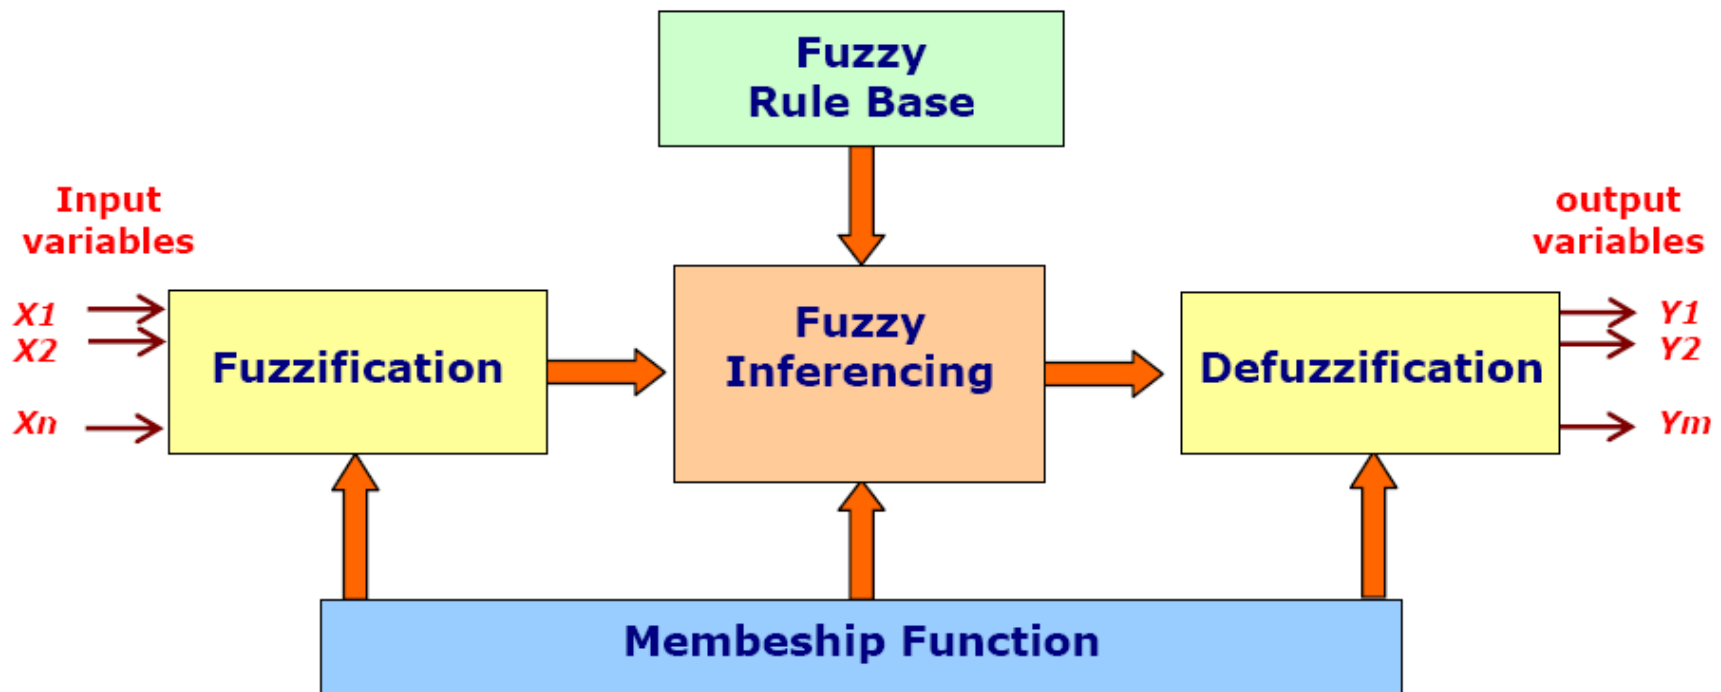 Fuzzy
Rule Base
Input
variables
output
variables
X1
X2
Xn
Fuzzification
Fuzzy
Inferencing
Defuzzification
Y1
Y2
Ym
Membeship Function